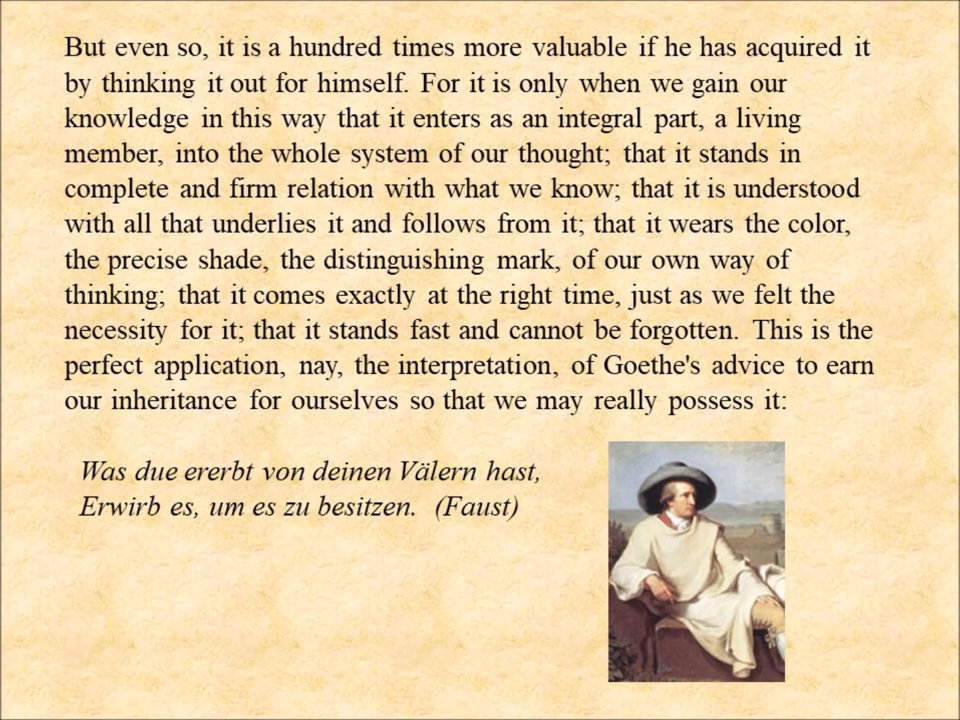 But even so, it is a hundred times more valuable if he has acquired it
by thinking it out for himself. For it is only when we gain our
knowledge in this way that it enters as an integral part, a living
member, into the whole system of our thought; that it stands in
complete and firm relation with what we know; that it is understood
with all that underlies it and follows from it; that it wears the color,
the precise shade, the distinguishing mark, of our own way of
thinking; that it comes exactly at the right time, just as we felt the
necessity for it; that it stands fast and cannot be forgotten. This is the
perfect application, nay, the interpretation, of Goethe's advice to earn
our inheritance for ourselves so that we may really possess it:
Was due ererbt von deinen Välern hast,
Erwirb es, um es zu besitzen. (Faust)